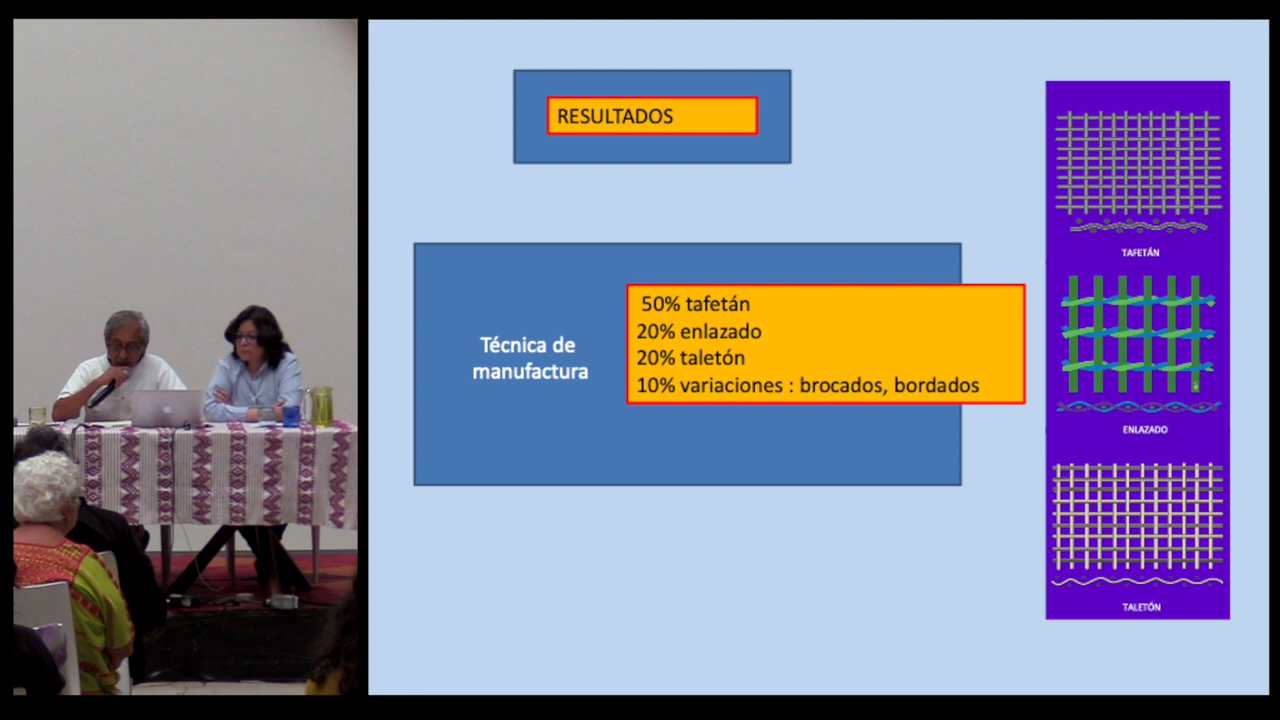 RESULTADOS
Técnica de
manufactura
50% tafetán
20% enlazado
20% taletón
10% variaciones : brocados, bordados
TAFETÁN
ENLAZADO
TALETÓN